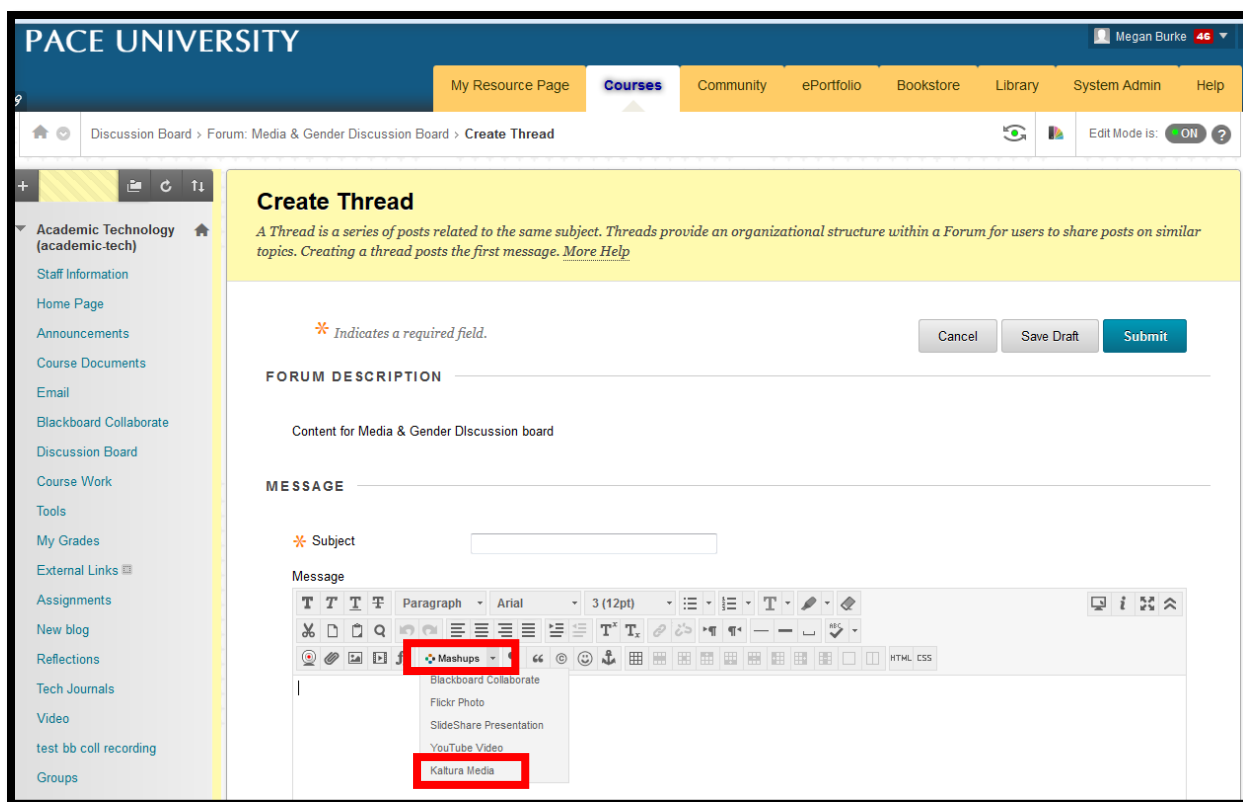 PACE UNIVERSITY
Megan Burke 46
My Resource Page Courses Community ePortfolio Bookstore Library System Admin Help
9
Discussion Board > Forum: Media & Gender Discussion Board > Create Thread
Edit Mode is: ON ?
Create Thread
A Thread is a series of posts related to the same subject. Threads provide an organizational structure within a Forum for users to share posts on similar
topics. Creating a thread posts the first message. More Help
Academic Technology
(academic-tech)
Staff Information
Home Page
Announcements
Course Documents
Email
Blackboard Collaborate
Discussion Board
Course Work
Tools
My Grades
External Links
Assignments
New blog
Reflections
Tech Journals
Video
test bb coll recording
Groups
Indicates a required field.
Cancel Save Draft Submit
FORUM DESCRIPTION
Content for Media & Gender DIscussion board
MESSAGE
Subject
Message
T T T T Paragraph Arial 3 (12pt) T
Tx Tx ABC
f Mashups ¶ “ © HTML CSS
Blackboard Collaborate
Flickr Photo
SlideShare Presentation
YouTube Video
Kaltura Media